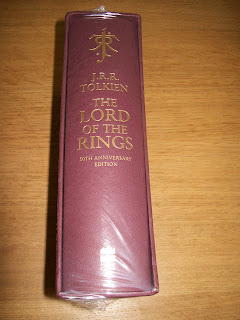 J.R.R.
TOLKIEN
THE
LORD
OF THE
RINGS
50TH ANNIVERSARY
EDITION